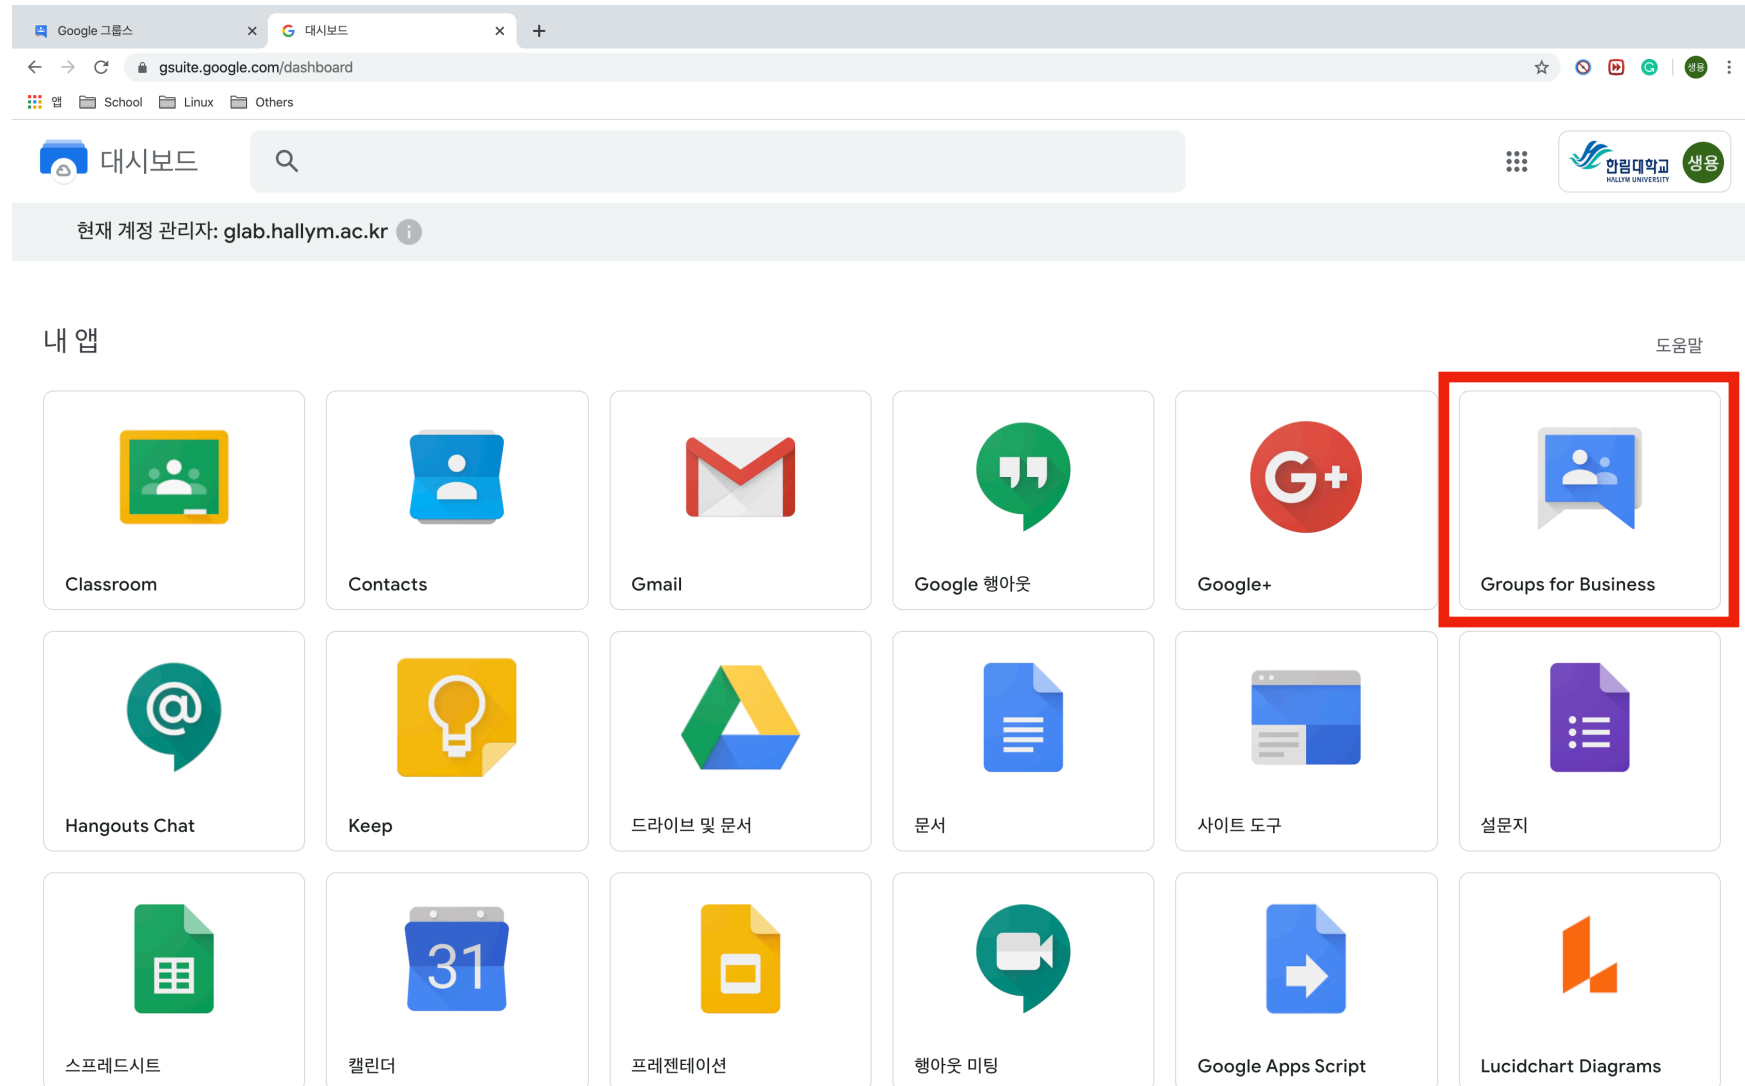 Google 그룹스
대시보드
gsuite.google.com/dashboard
생용
앱 School Linux Others
대시보드
한림대학교
HALLYM UNIVERSITY
생용
현재 계정 관리자: glab.hallym.ac.kr
내 앱
도움말
Classroom
Contacts
Gmail
Google 행아웃
Google+
Groups for Business
Hangouts Chat
Keep
드라이브 및 문서
문서
사이트 도구
설문지
31
스프레드시트
캘린더
프레젠테이션
행아웃 미팅
Google Apps Script
Lucidchart Diagrams